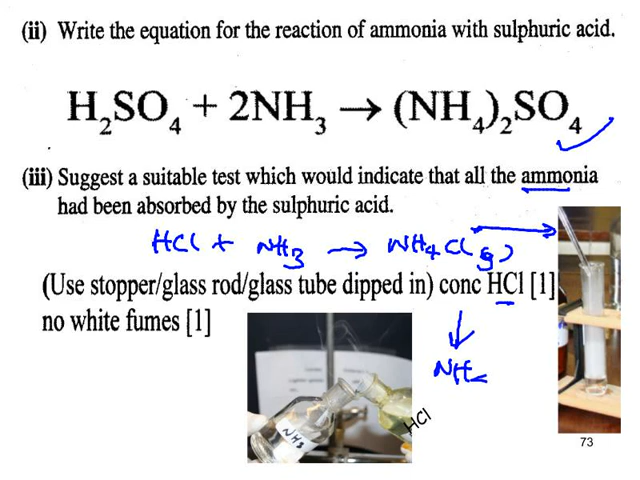 (ii) Write the equation for the reaction of ammonia with sulphuric acid.
H₂SO₄ + 2NH₃ → (NH₄)₂SO₄
(iii) Suggest a suitable test which would indicate that all the ammonia
had been absorbed by the sulphuric acid.
HCl + NH₃ → NH₄Cl(s)
(Use stopper/glass rod/glass tube dipped in) conc HCl [1]
no white fumes [1]
NH₃
HCl
73